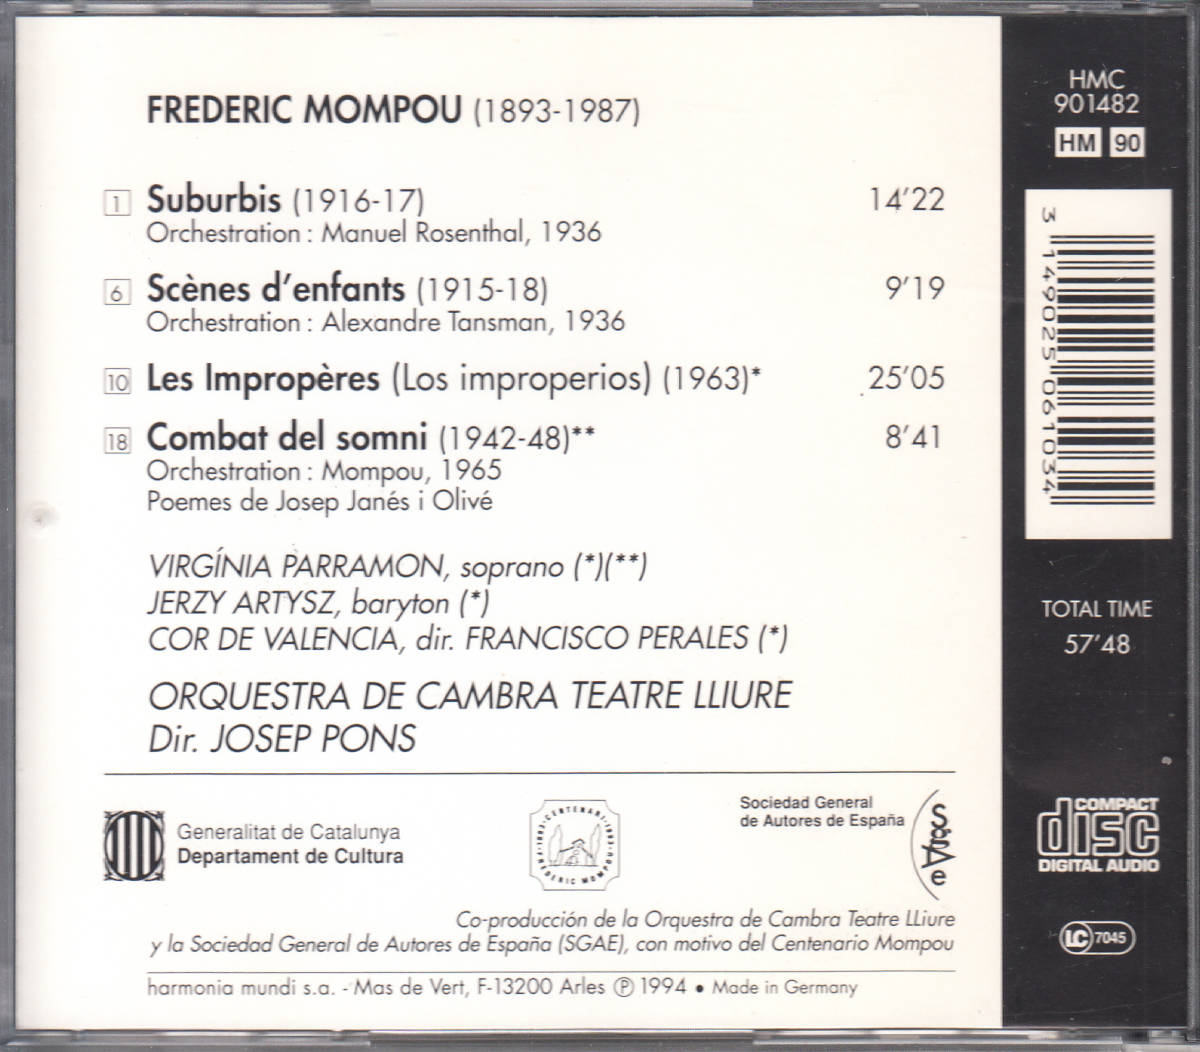 FREDERIC MOMPOU (1893-1987)
1 Suburbis (1916-17) 14'22
Orchestration : Manuel Rosenthal, 1936
6 Scènes d'enfants (1915-18) 9'19
Orchestration : Alexandre Tansman, 1936
10 Les Impropères (Los improperios) (1963)* 25'05
18 Combat del somni (1942-48)** 8'41
Orchestration : Mompou, 1965
Poemes de Josep Janés i Olivé
VIRGÍNIA PARRAMON, soprano (*)(**)
JERZY ARTYSZ, baryton (*)
COR DE VALENCIA, dir. FRANCISCO PERALES (*)
ORQUESTRA DE CAMBRA TEATRE LLIURE
Dir. JOSEP PONS
Generalitat de Catalunya
Departament de Cultura
CENTENARI
1893 · 1993
FREDERIC MOMPOU
Sociedad General
de Autores de España
SGAE
Co-producción de la Orquestra de Cambra Teatre LLiure
y la Sociedad General de Autores de España (SGAE), con motivo del Centenario Mompou
harmonia mundi s.a. - Mas de Vert, F-13200 Arles Ⓟ 1994 • Made in Germany
HMC
901482
HM 90
3 149025 061034
TOTAL TIME
57'48
COMPACT
disc
DIGITAL AUDIO
LC 7045